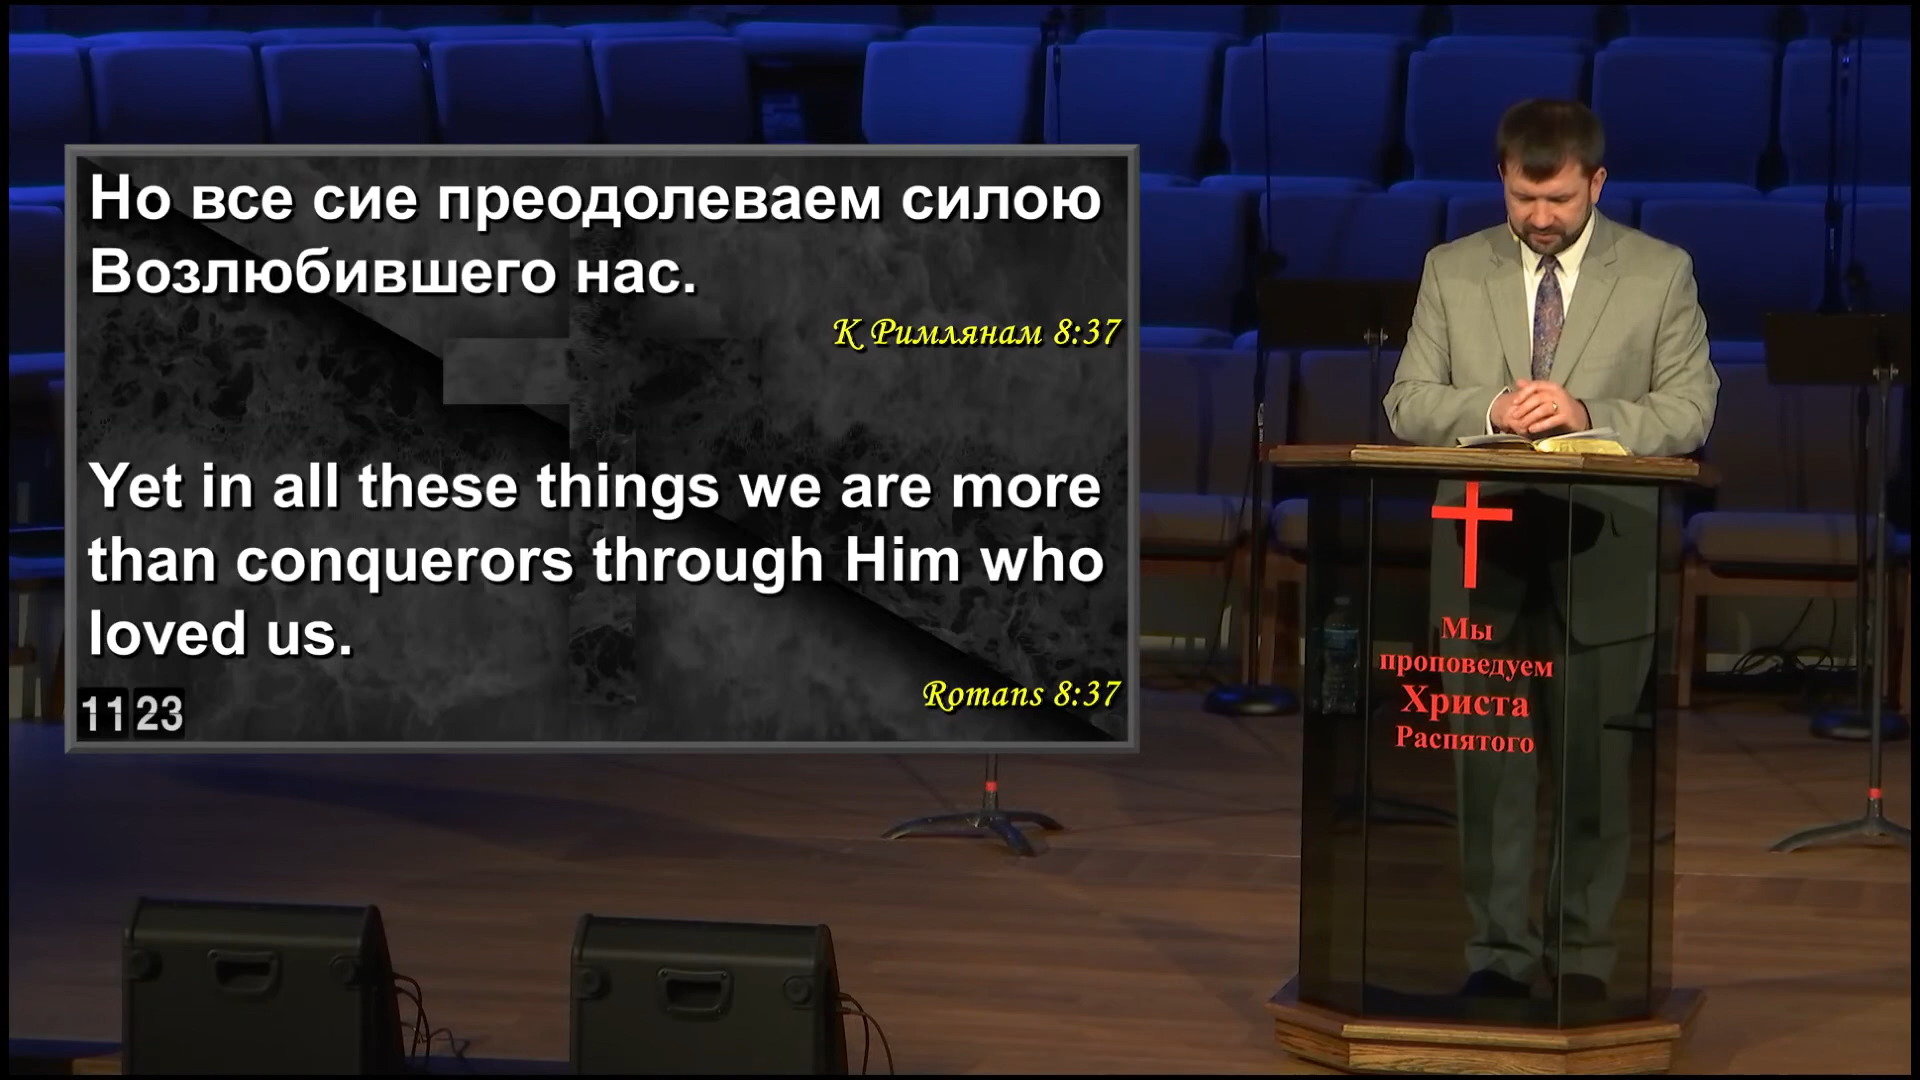 Но все сие преодолеваем силою
Возлюбившего нас.
К Римлянам 8:37
Yet in all these things we are more
than conquerors through Him who
loved us.
Romans 8:37
11 23
Мы
проповедуем
Христа
Распятого